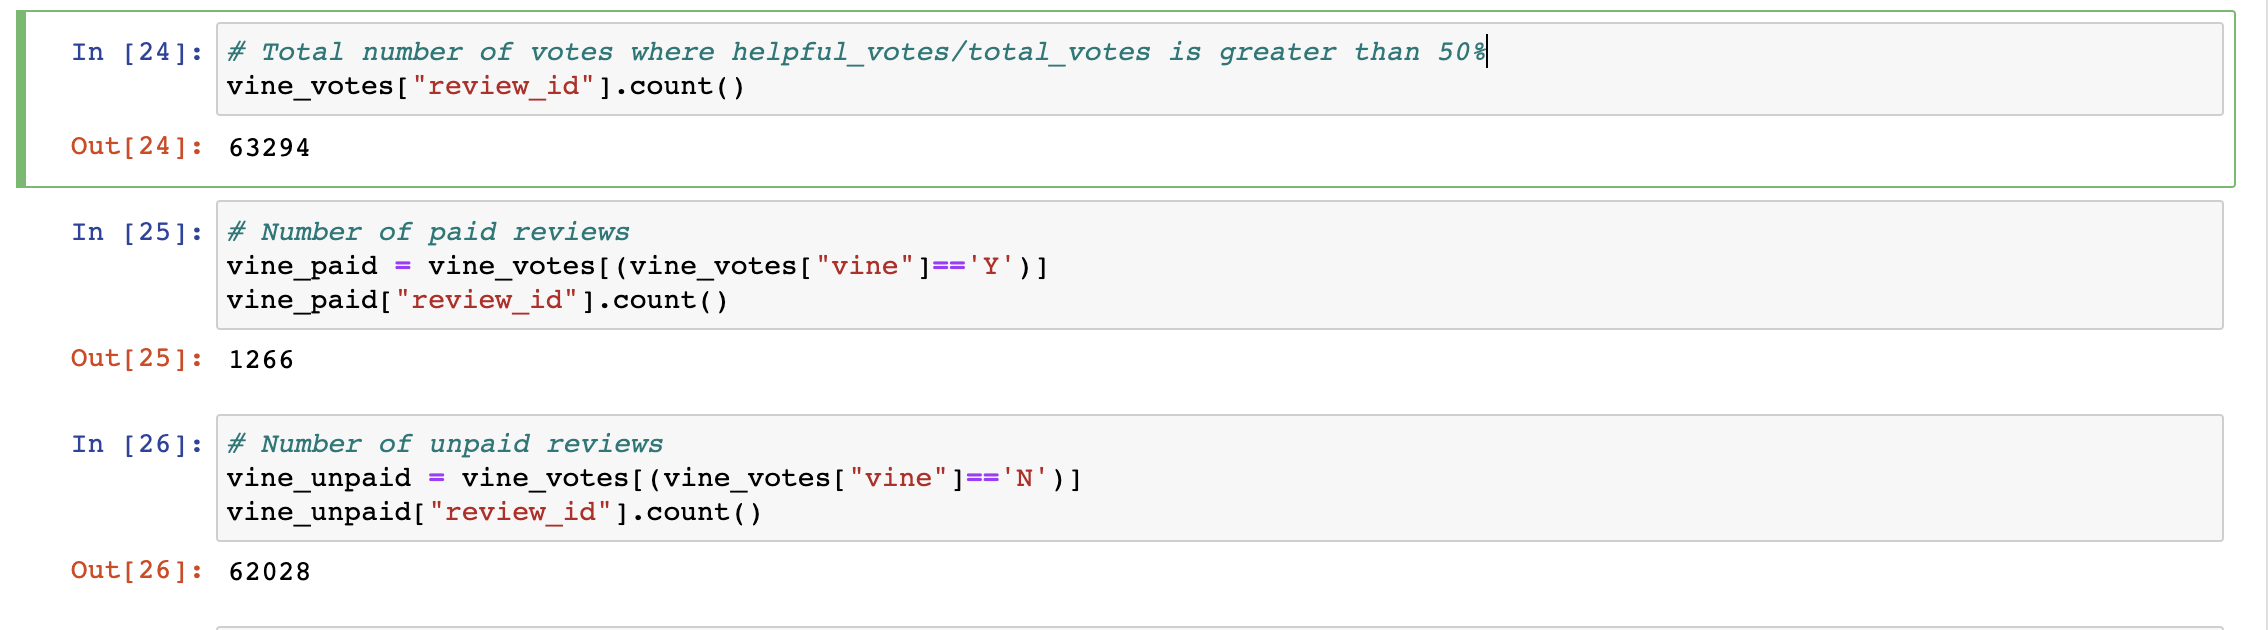 In [24]: # Total number of votes where helpful_votes/total_votes is greater than 50%
vine_votes["review_id"].count()
Out[24]: 63294
In [25]: # Number of paid reviews
vine_paid = vine_votes[(vine_votes["vine"]=='Y')]
vine_paid["review_id"].count()
Out[25]: 1266
In [26]: # Number of unpaid reviews
vine_unpaid = vine_votes[(vine_votes["vine"]=='N')]
vine_unpaid["review_id"].count()
Out[26]: 62028